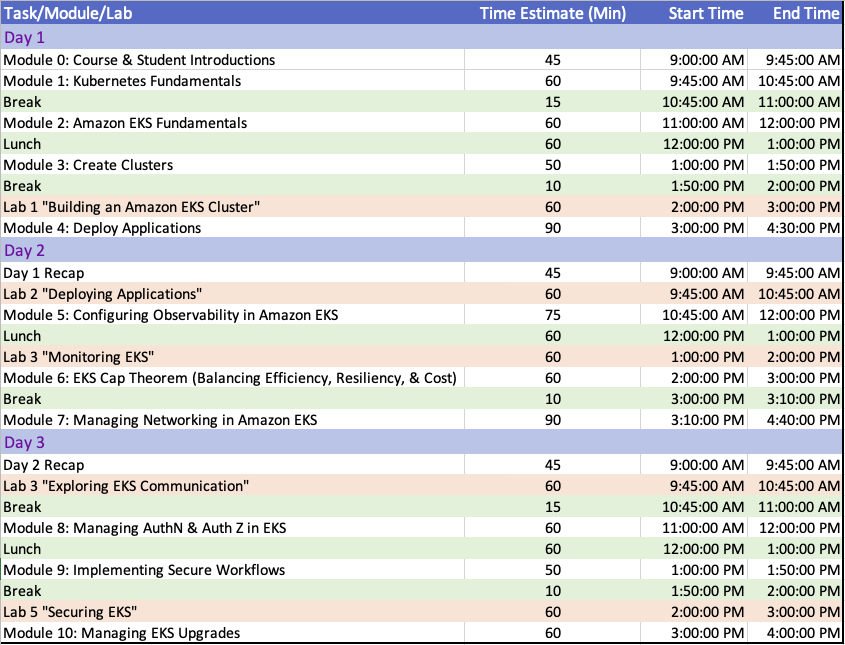 Task/Module/Lab Time Estimate (Min) Start Time End Time
Day 1
Module 0: Course & Student Introductions 45 9:00:00 AM 9:45:00 AM
Module 1: Kubernetes Fundamentals 60 9:45:00 AM 10:45:00 AM
Break 15 10:45:00 AM 11:00:00 AM
Module 2: Amazon EKS Fundamentals 60 11:00:00 AM 12:00:00 PM
Lunch 60 12:00:00 PM 1:00:00 PM
Module 3: Create Clusters 50 1:00:00 PM 1:50:00 PM
Break 10 1:50:00 PM 2:00:00 PM
Lab 1 "Building an Amazon EKS Cluster" 60 2:00:00 PM 3:00:00 PM
Module 4: Deploy Applications 90 3:00:00 PM 4:30:00 PM
Day 2
Day 1 Recap 45 9:00:00 AM 9:45:00 AM
Lab 2 "Deploying Applications" 60 9:45:00 AM 10:45:00 AM
Module 5: Configuring Observability in Amazon EKS 75 10:45:00 AM 12:00:00 PM
Lunch 60 12:00:00 PM 1:00:00 PM
Lab 3 "Monitoring EKS" 60 1:00:00 PM 2:00:00 PM
Module 6: EKS Cap Theorem (Balancing Efficiency, Resiliency, & Cost) 60 2:00:00 PM 3:00:00 PM
Break 10 3:00:00 PM 3:10:00 PM
Module 7: Managing Networking in Amazon EKS 90 3:10:00 PM 4:40:00 PM
Day 3
Day 2 Recap 45 9:00:00 AM 9:45:00 AM
Lab 3 "Exploring EKS Communication" 60 9:45:00 AM 10:45:00 AM
Break 15 10:45:00 AM 11:00:00 AM
Module 8: Managing AuthN & Auth Z in EKS 60 11:00:00 AM 12:00:00 PM
Lunch 60 12:00:00 PM 1:00:00 PM
Module 9: Implementing Secure Workflows 50 1:00:00 PM 1:50:00 PM
Break 10 1:50:00 PM 2:00:00 PM
Lab 5 "Securing EKS" 60 2:00:00 PM 3:00:00 PM
Module 10: Managing EKS Upgrades 60 3:00:00 PM 4:00:00 PM